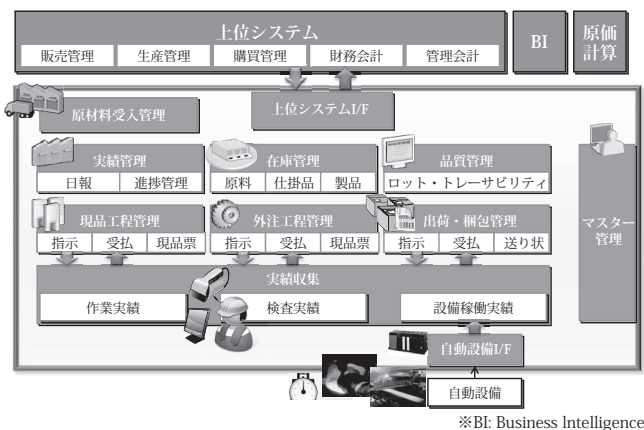 上位システム
販売管理 生産管理 購買管理 財務会計 管理会計
BI
原価
計算
原材料受入管理
上位システムI/F
実績管理
日報 進捗管理
在庫管理
原料 仕掛品 製品
品質管理
ロット・トレーサビリティ
現品工程管理
指示 受払 現品票
外注工程管理
指示 受払 現品票
出荷・梱包管理
指示 受払 送り状
マスター
管理
実績収集
作業実績 検査実績 設備稼働実績
自動設備I/F
自動設備
※BI: Business Intelligence